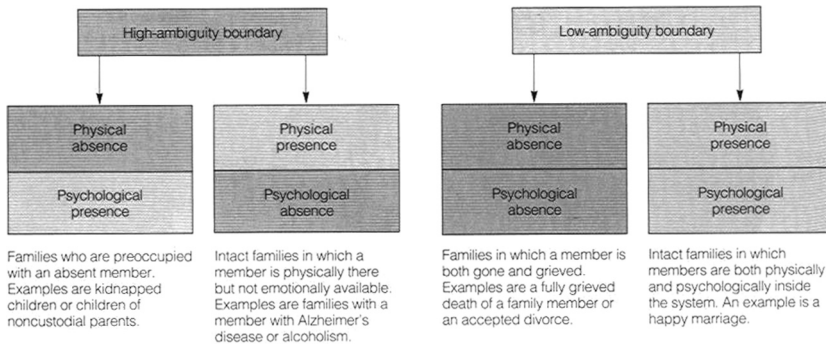 High-ambiguity boundary
Low-ambiguity boundary
Physical
absence
Psychological
presence
Physical
presence
Psychological
absence
Physical
absence
Psychological
absence
Physical
presence
Psychological
presence
Families who are preoccupied
with an absent member.
Examples are kidnapped
children or children of
noncustodial parents.
Intact families in which a
member is physically there
but not emotionally available.
Examples are families with a
member with Alzheimer's
disease or alcoholism.
Families in which a member is
both gone and grieved.
Examples are a fully grieved
death of a family member or
an accepted divorce.
Intact families in which
members are both physically
and psychologically inside
the system. An example is a
happy marriage.